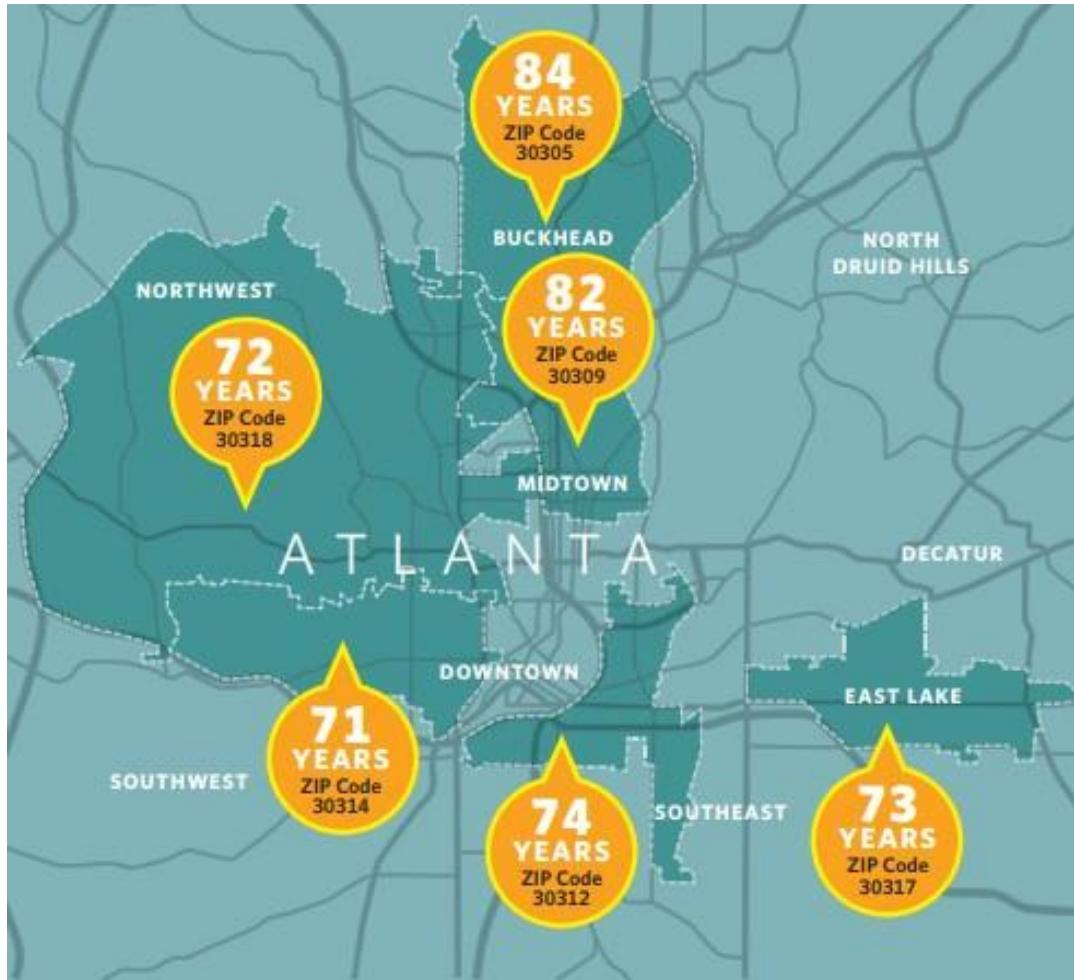 84
YEARS
ZIP Code
30305
BUCKHEAD
NORTH
DRUID HILLS
NORTHWEST
82
YEARS
ZIP Code
30309
72
YEARS
ZIP Code
30318
MIDTOWN
ATLANTA
DECATUR
DOWNTOWN
EAST LAKE
71
YEARS
ZIP Code
30314
SOUTHWEST
74
YEARS
ZIP Code
30312
SOUTHEAST
73
YEARS
ZIP Code
30317